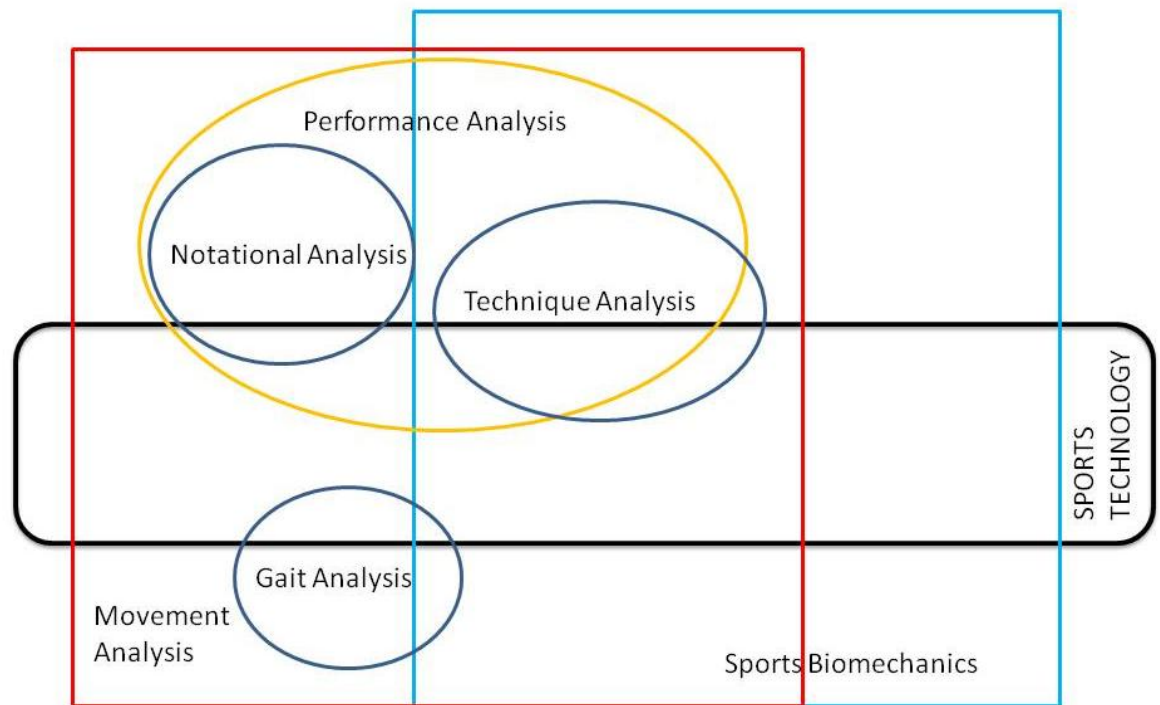 Performance Analysis
Notational Analysis
Technique Analysis
SPORTS
TECHNOLOGY
Gait Analysis
Movement
Analysis
Sports Biomechanics